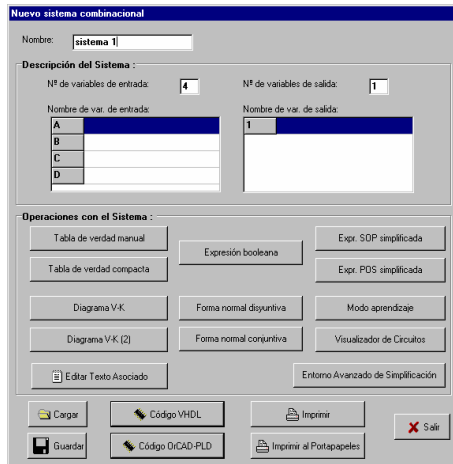 Nuevo sistema combinacional
Nombre: sistema 1
Descripción del Sistema :
Nº de variables de entrada: 4 Nº de variables de salida: 1
Nombre de var. de entrada: Nombre de var. de salida:
A 1
B
C
D
Operaciones con el Sistema :
Tabla de verdad manual Expresión booleana Expr. SOP simplificada
Tabla de verdad compacta Expr. POS simplificada
Diagrama V-K Forma normal disyuntiva Modo aprendizaje
Diagrama V-K (2) Forma normal conjuntiva Visualizador de Circuitos
Editar Texto Asociado Entorno Avanzado de Simplificación
Cargar Código VHDL Imprimir Salir
Guardar Código OrCAD-PLD Imprimir al Portapapeles